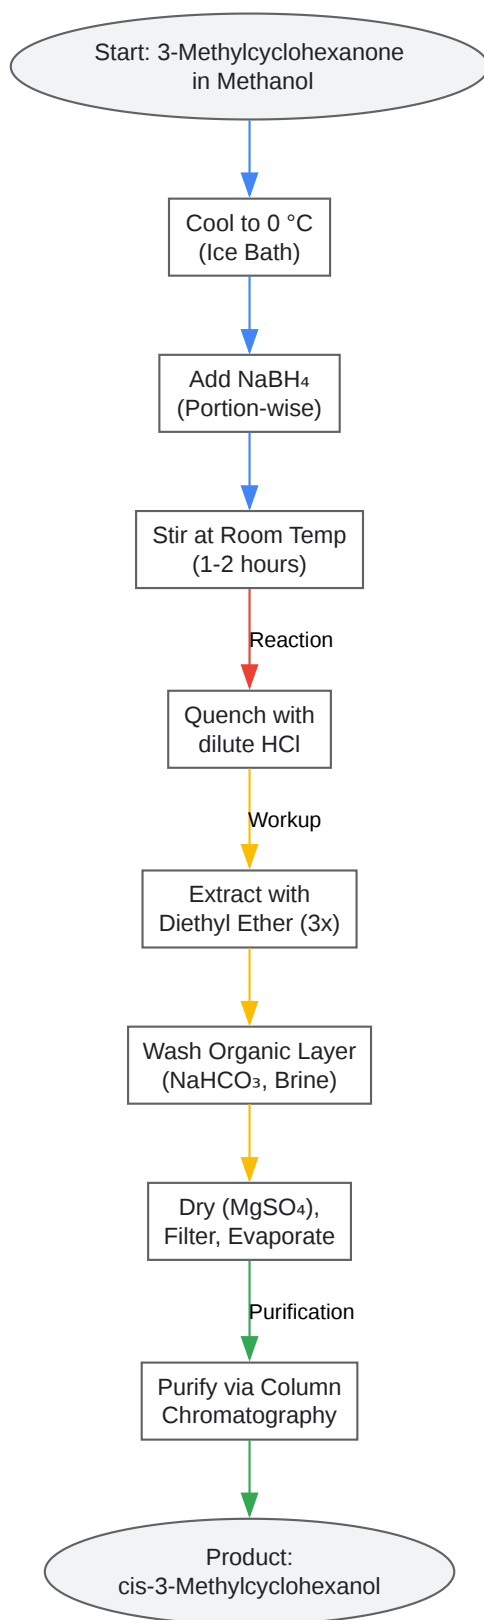 Start: 3-Methylcyclohexanone
in Methanol
Cool to 0 °C
(Ice Bath)
Add NaBH₄
(Portion-wise)
Stir at Room Temp
(1-2 hours)
Reaction
Quench with
dilute HCl
Workup
Extract with
Diethyl Ether (3x)
Wash Organic Layer
(NaHCO₃, Brine)
Dry (MgSO₄),
Filter, Evaporate
Purification
Purify via Column
Chromatography
Product:
cis-3-Methylcyclohexanol